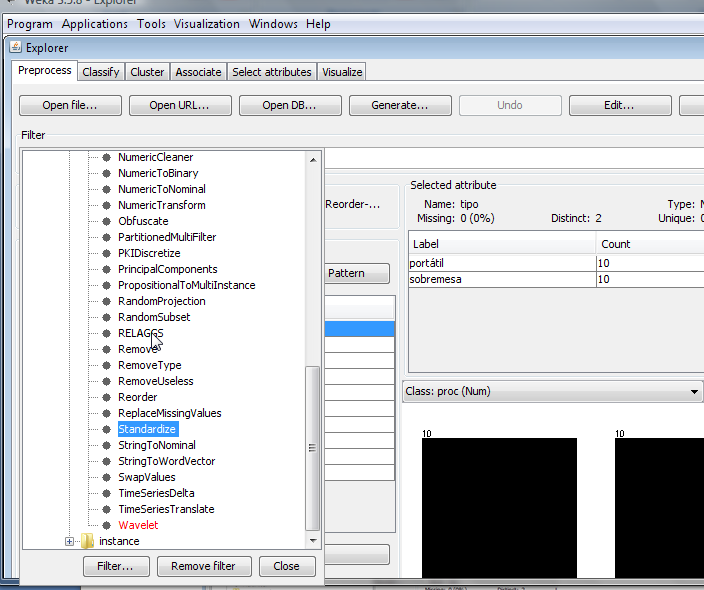 Weka 3.5.8 - Explorer
Program Applications Tools Visualization Windows Help
Explorer
Preprocess Classify Cluster Associate Select attributes Visualize
Open file... Open URL... Open DB... Generate... Undo Edit...
Filter
NumericCleaner
NumericToBinary
NumericToNominal
NumericTransform
Obfuscate
PartitionedMultiFilter
PKIDiscretize
PrincipalComponents
PropositionalToMultiInstance
RandomProjection
RandomSubset
RELAGGS
Remove
RemoveType
RemoveUseless
Reorder
ReplaceMissingValues
Standardize
StringToNominal
StringToWordVector
SwapValues
TimeSeriesDelta
TimeSeriesTranslate
Wavelet
instance
Filter... Remove filter Close
Reorder-...
Pattern
Selected attribute
Name: tipo Type:
Missing: 0 (0%) Distinct: 2 Unique:
Label Count
portátil 10
sobremesa 10
Class: proc (Num)
10 10